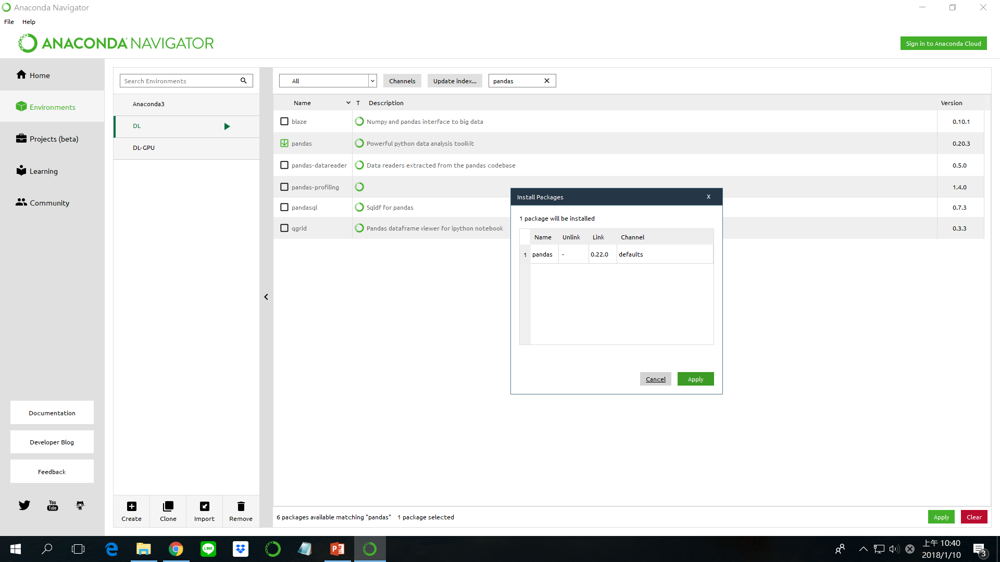 Anaconda Navigator
File Help
ANACONDA NAVIGATOR
Sign in to Anaconda Cloud
Home
Environments
Projects (beta)
Learning
Community
Documentation
Developer Blog
Feedback
You
Tube
Search Environments
Anaconda3
DL
DL-GPU
Create Clone Import Remove
All Channels Update index... pandas
Name T Description Version
blaze Numpy and pandas interface to big data 0.10.1
pandas Powerful python data analysis toolkit 0.20.3
pandas-datareader Data readers extracted from the pandas codebase 0.5.0
pandas-profiling 1.4.0
pandasql Sqldf for pandas 0.7.3
qgrid Pandas dataframe viewer for ipython notebook 0.3.3
Install Packages X
1 package will be installed
Name Unlink Link Channel
1 pandas - 0.22.0 defaults
Cancel Apply
6 packages available matching "pandas" 1 package selected
Apply Clear
LINE
上午 10:40
2018/1/10
3